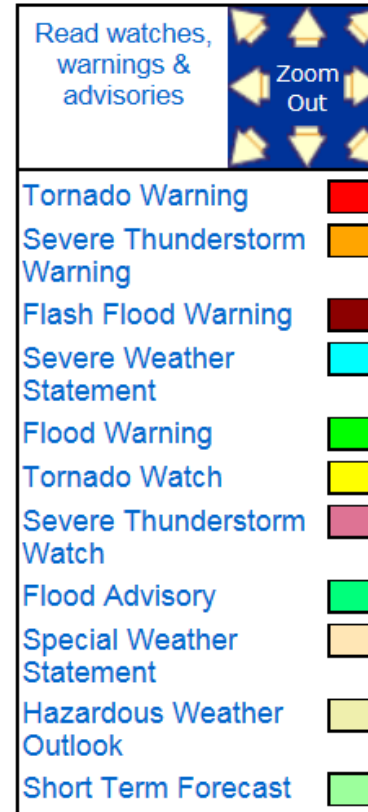 Read watches,
warnings &
advisories
Zoom
Out
Tornado Warning
Severe Thunderstorm
Warning
Flash Flood Warning
Severe Weather
Statement
Flood Warning
Tornado Watch
Severe Thunderstorm
Watch
Flood Advisory
Special Weather
Statement
Hazardous Weather
Outlook
Short Term Forecast